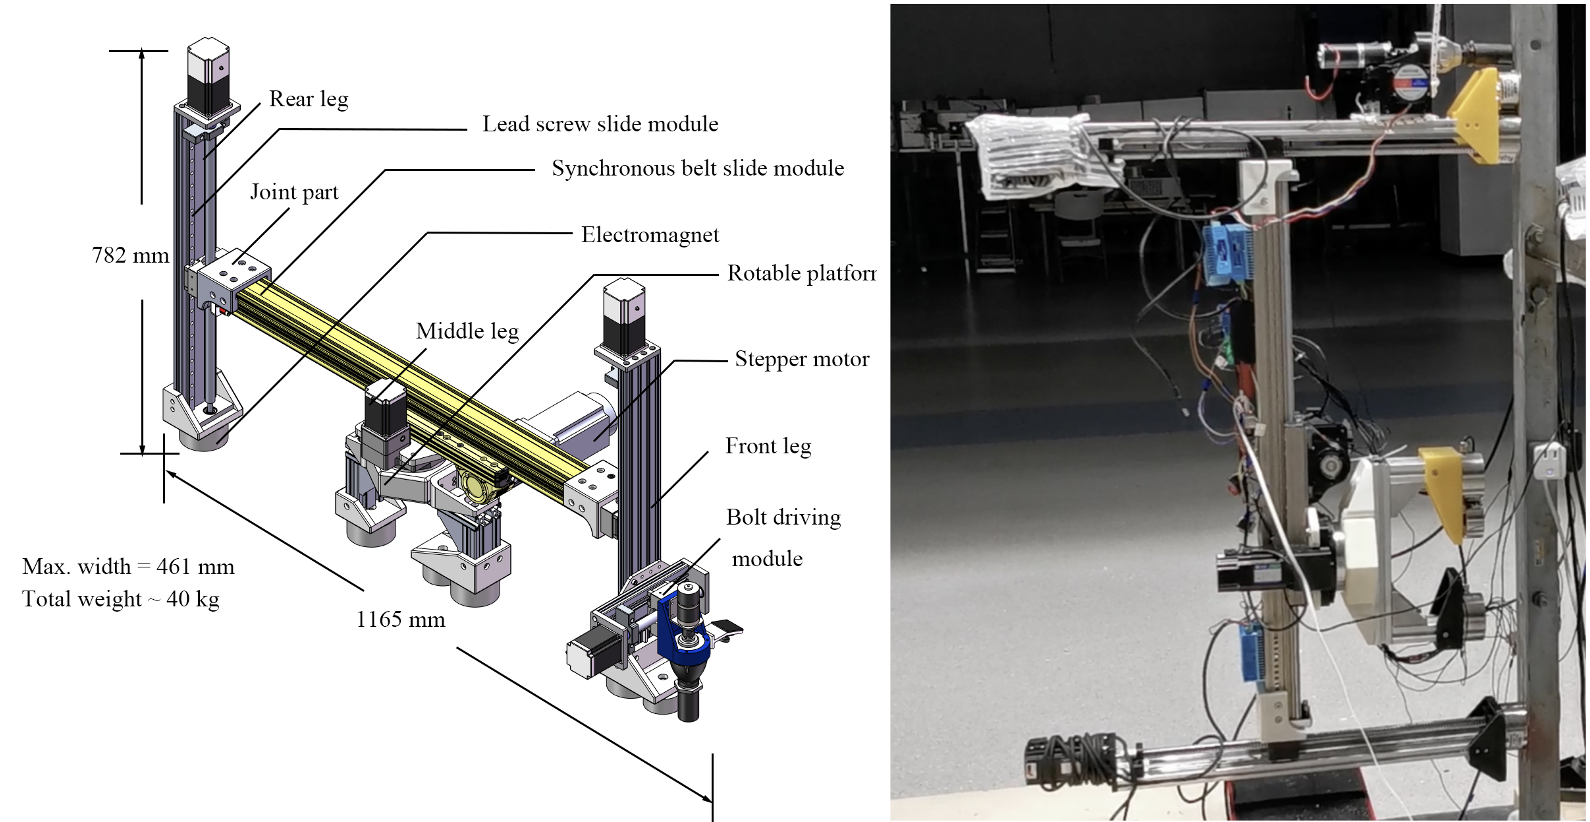 Rear leg
Lead screw slide module
Synchronous belt slide module
Joint part
Electromagnet
782 mm
Rotable platforr
Middle leg
Stepper motor
Front leg
Bolt driving
module
Max. width = 461 mm
Total weight ~ 40 kg
1165 mm